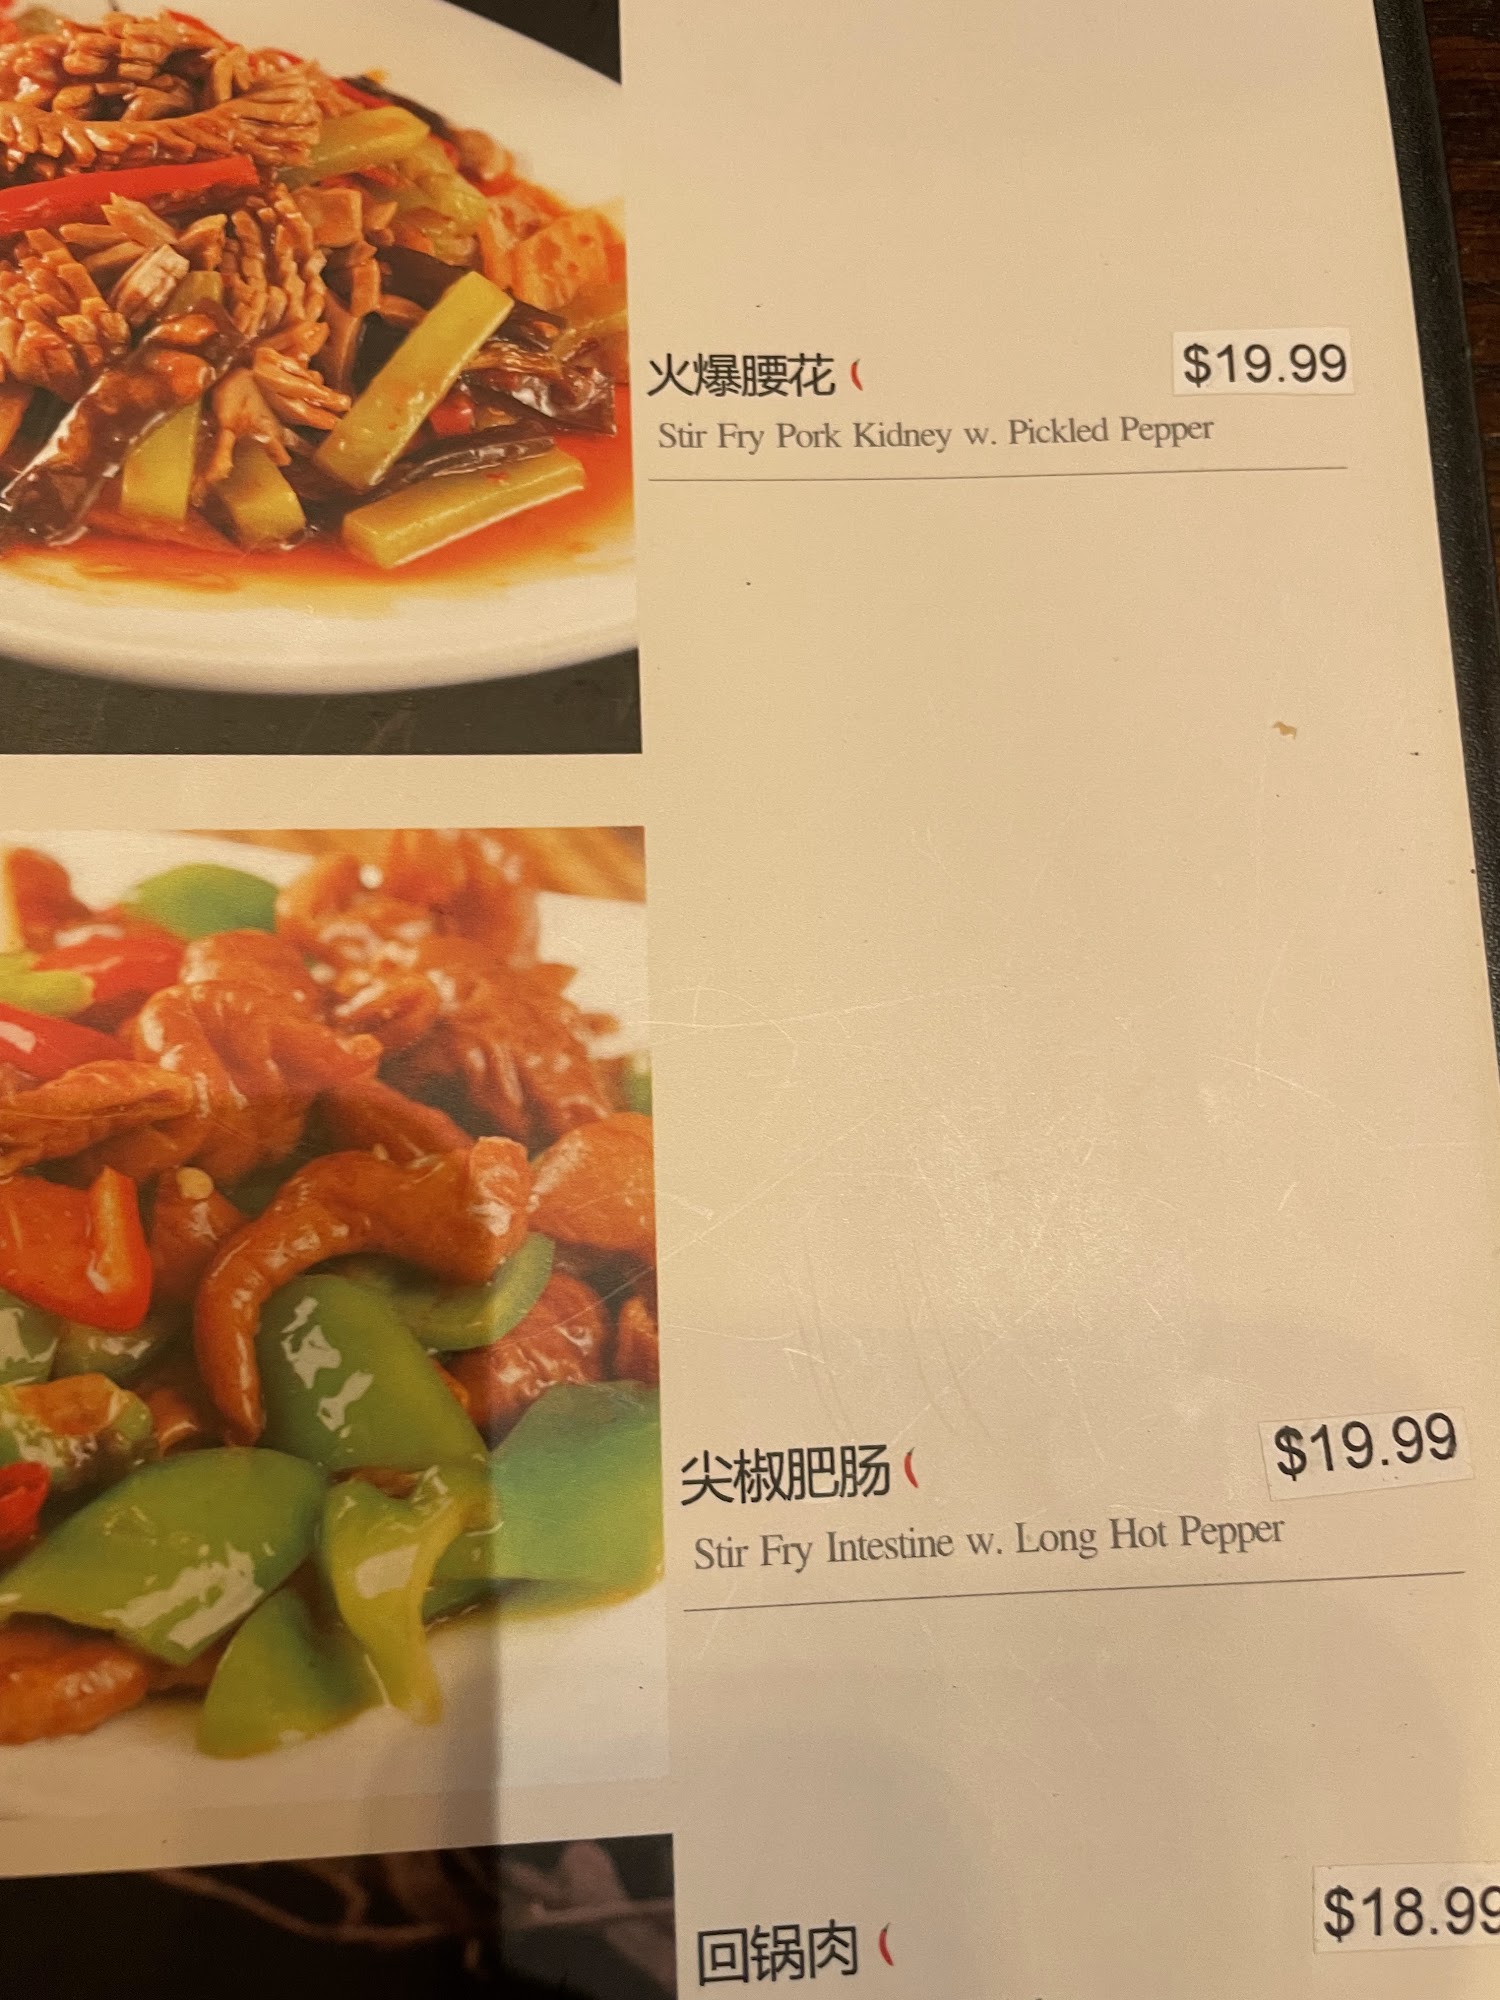 火爆腰花 $19.99
Stir Fry Pork Kidney w. Pickled Pepper
尖椒肥肠 $19.99
Stir Fry Intestine w. Long Hot Pepper
回锅肉 $18.99